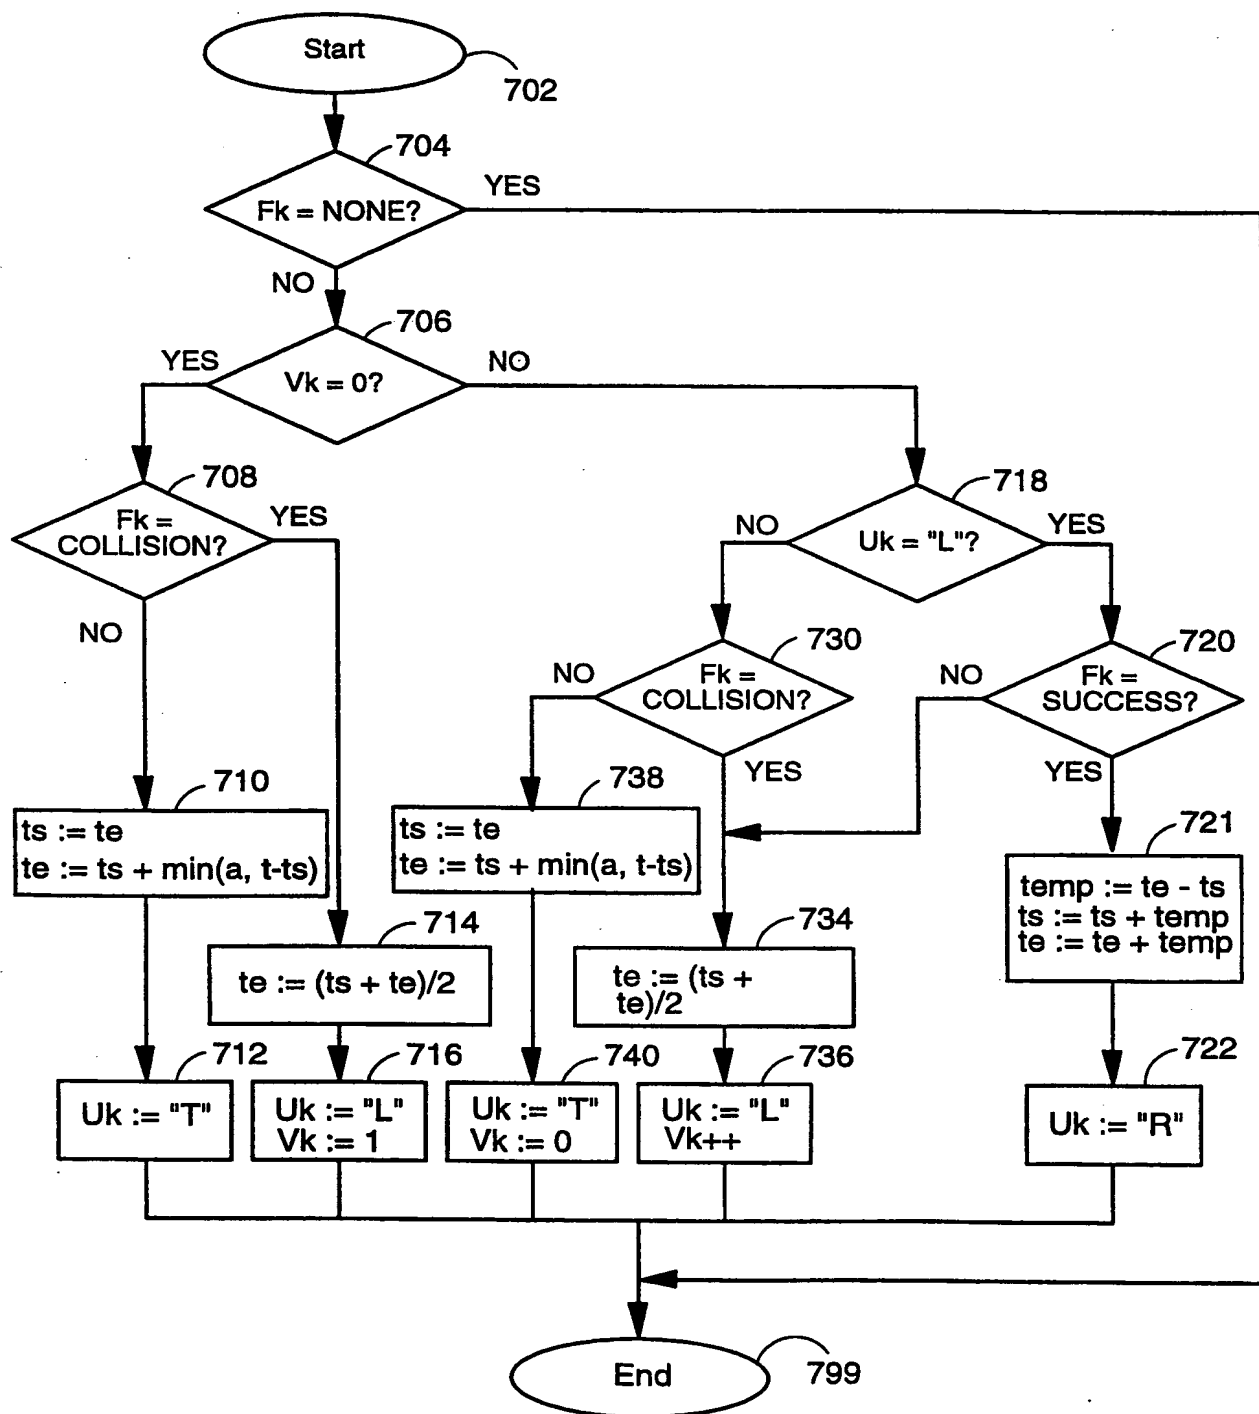 Start
702
704
Fk = NONE?
YES
NO
706
YES
Vk = 0?
NO
708
Fk =
COLLISION?
YES
NO
718
NO
Uk = "L"?
YES
730
NO
Fk =
COLLISION?
YES
720
NO
Fk =
SUCCESS?
YES
710
ts := te
te := ts + min(a, t-ts)
738
ts := te
te := ts + min(a, t-ts)
721
temp := te - ts
ts := ts + temp
te := te + temp
714
te := (ts + te)/2
734
te := (ts +
te)/2
712
Uk := "T"
716
Uk := "L"
Vk := 1
740
Uk := "T"
Vk := 0
736
Uk := "L"
Vk++
722
Uk := "R"
End
799